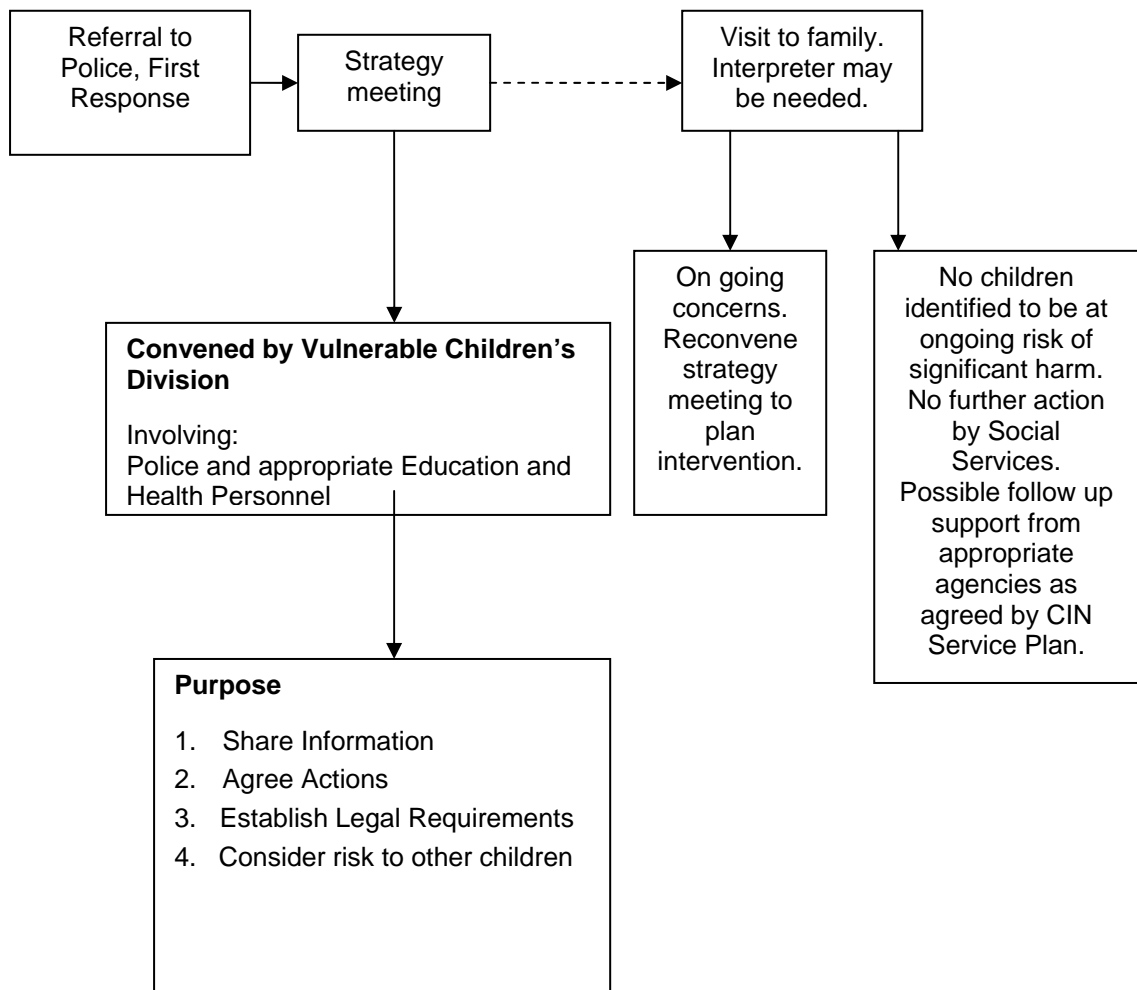 Referral to
Police, First
Response
Strategy
meeting
Visit to family.
Interpreter may
be needed.
On going
concerns.
Reconvene
strategy
meeting to
plan
intervention.
No children
identified to be at
ongoing risk of
significant harm.
No further action
by Social
Services.
Possible follow up
support from
appropriate
agencies as
agreed by CIN
Service Plan.
Convened by Vulnerable Children's
Division
Involving:
Police and appropriate Education and
Health Personnel
Purpose
1. Share Information
2. Agree Actions
3. Establish Legal Requirements
4. Consider risk to other children